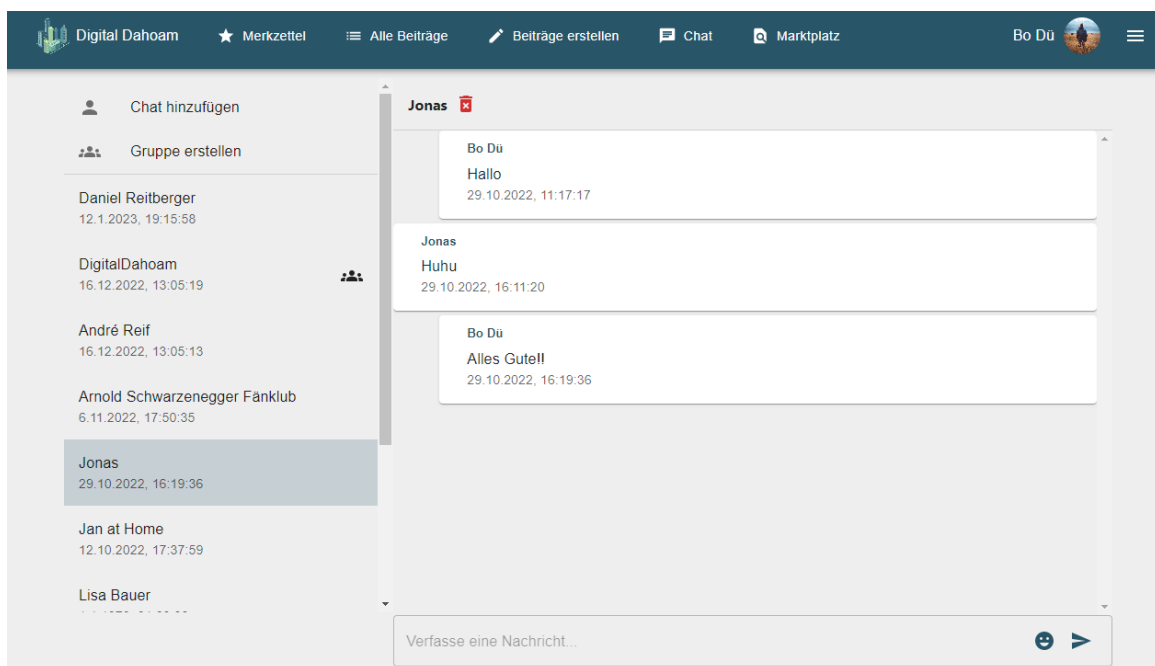 Digital Dahoam
Merkzettel
Alle Beiträge
Beiträge erstellen
Chat
Marktplatz
Bo Dü
Chat hinzufügen
Gruppe erstellen
Daniel Reitberger
12.1.2023, 19:15:58
DigitalDahoam
16.12.2022, 13:05:19
André Reif
16.12.2022, 13:05:13
Arnold Schwarzenegger Fänklub
6.11.2022, 17:50:35
Jonas
29.10.2022, 16:19:36
Jan at Home
12.10.2022, 17:37:59
Lisa Bauer
Jonas
Bo Dü
Hallo
29.10.2022, 11:17:17
Jonas
Huhu
29.10.2022, 16:11:20
Bo Dü
Alles Gute!!
29.10.2022, 16:19:36
Verfasse eine Nachricht...